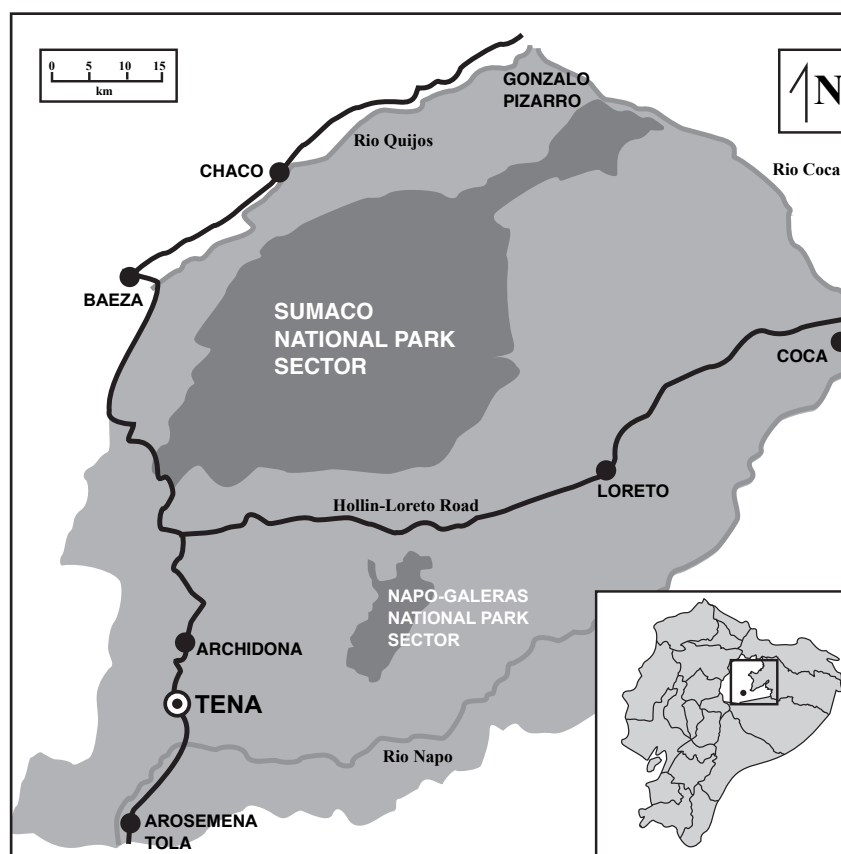 0 5 10 15
km
GONZALO
PIZARRO
N
Rio Quijos
CHACO
Rio Coca
BAEZA
SUMACO
NATIONAL PARK
SECTOR
COCA
LORETO
Hollin-Loreto Road
NAPO-GALERAS
NATIONAL PARK
SECTOR
ARCHIDONA
TENA
Rio Napo
AROSEMENA
TOLA